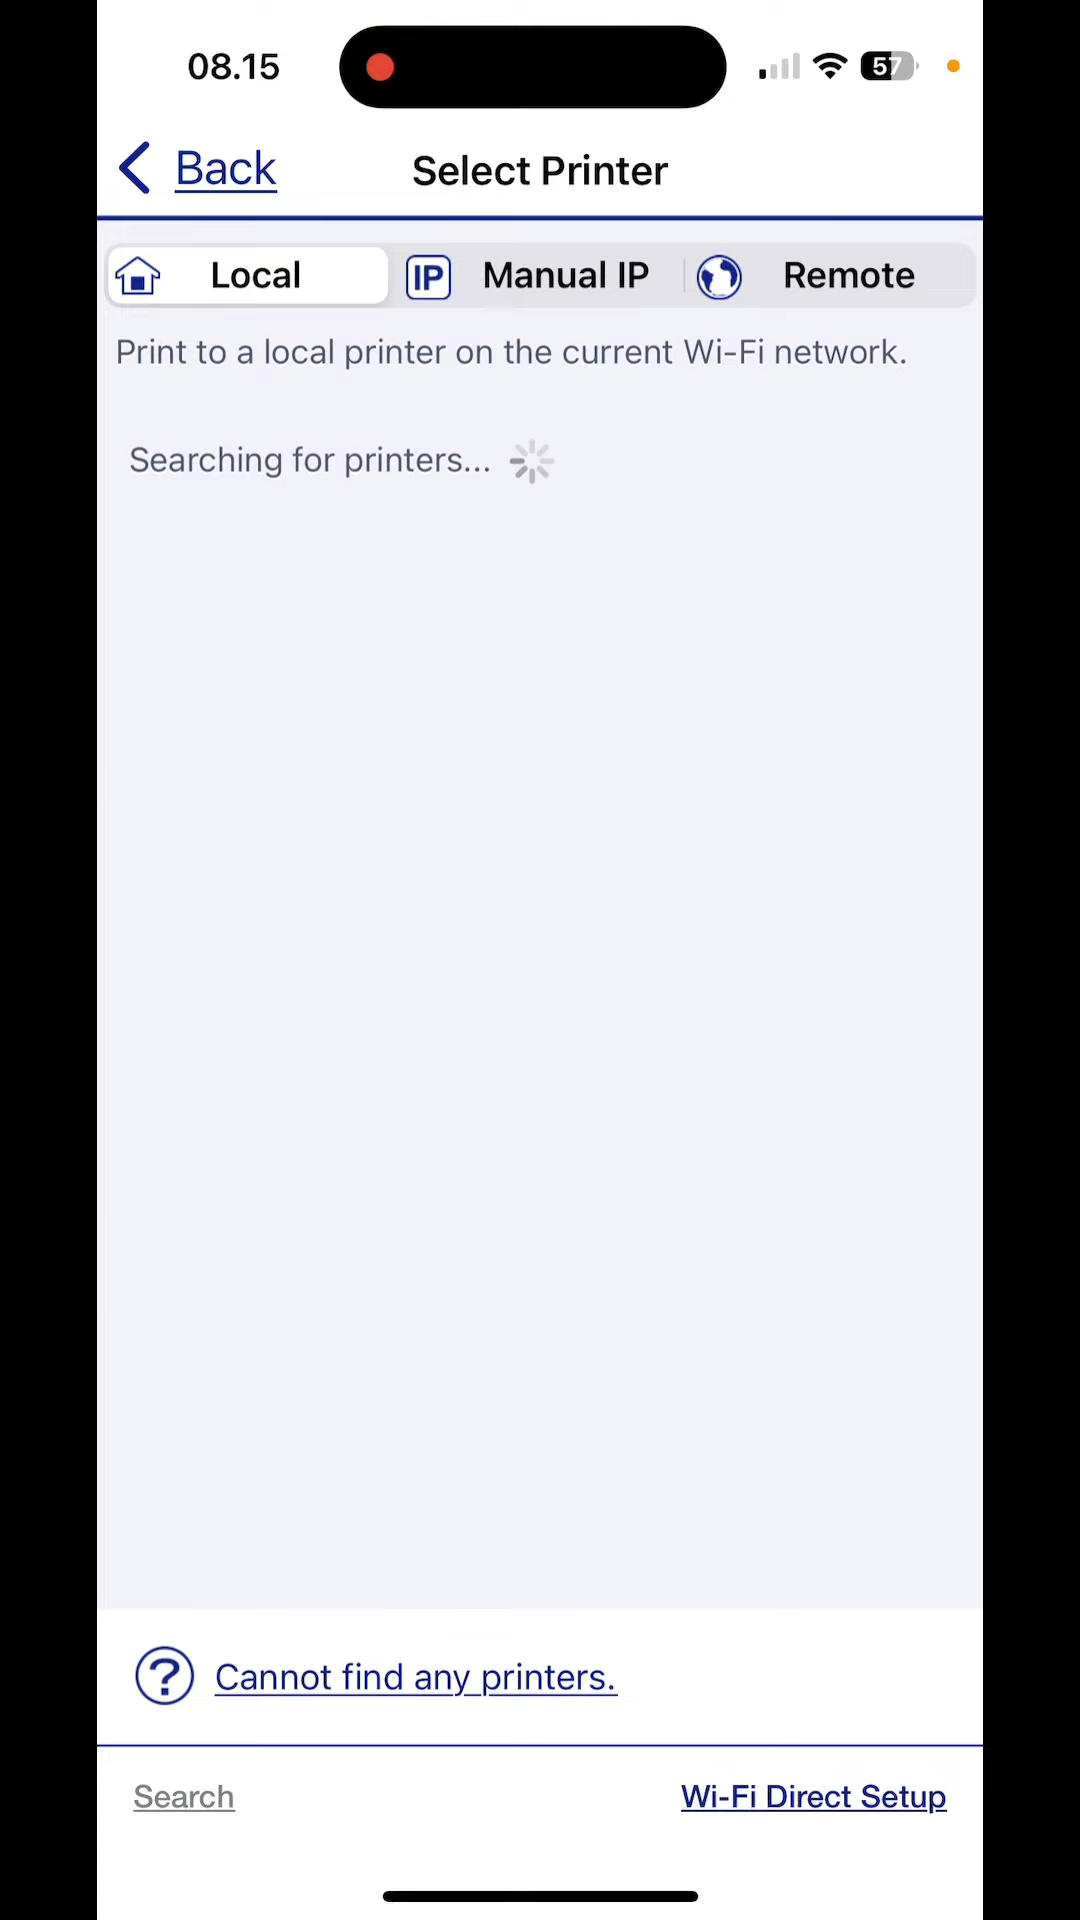 08.15
57
Back
Select Printer
Local
IP
Manual IP
Remote
Print to a local printer on the current Wi-Fi network.
Searching for printers...
?
Cannot find any printers.
Search
Wi-Fi Direct Setup